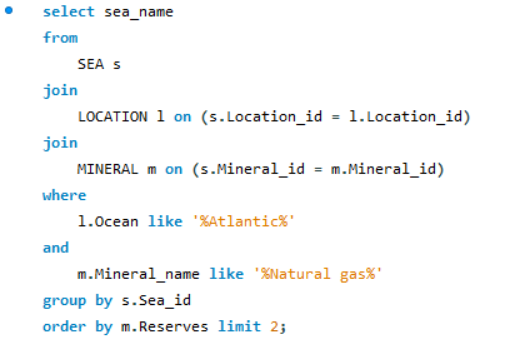 select sea_name
from
SEA s
join
LOCATION l on (s.Location_id = l.Location_id)
join
MINERAL m on (s.Mineral_id = m.Mineral_id)
where
l.Ocean like '%Atlantic%'
and
m.Mineral_name like '%Natural gas%'
group by s.Sea_id
order by m.Reserves limit 2;